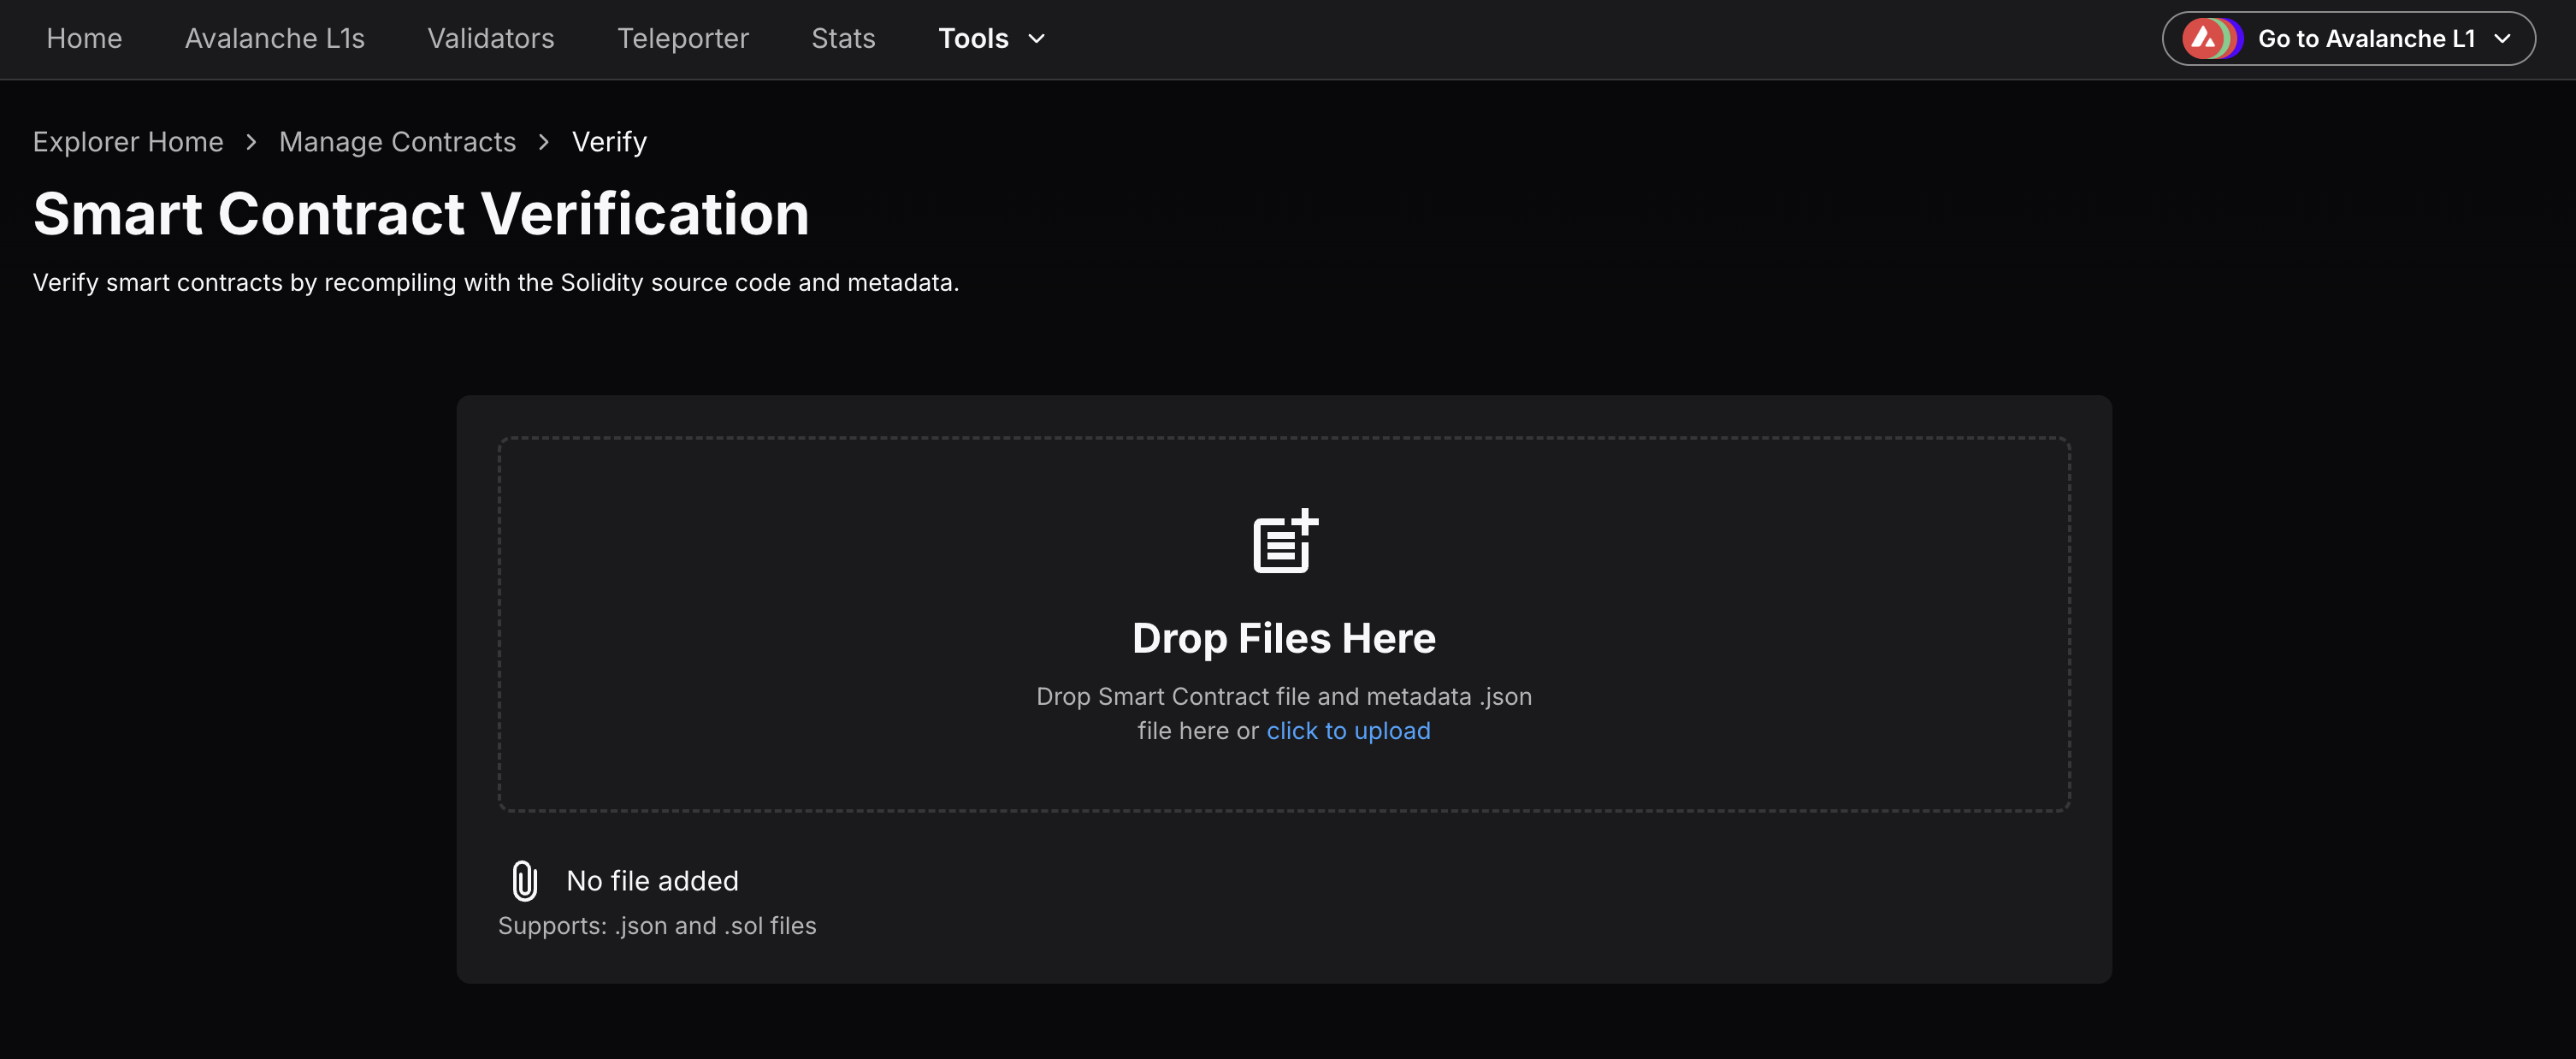 Home Avalanche L1s Validators Teleporter Stats Tools Go to Avalanche L1
Explorer Home > Manage Contracts > Verify
Smart Contract Verification
Verify smart contracts by recompiling with the Solidity source code and metadata.
Drop Files Here
Drop Smart Contract file and metadata .json
file here or click to upload
No file added
Supports: .json and .sol files